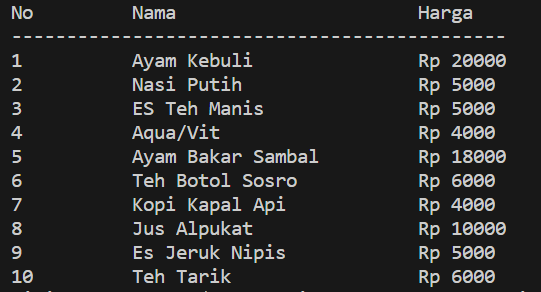 No Nama Harga
---------------------------------------------
1 Ayam Kebuli Rp 20000
2 Nasi Putih Rp 5000
3 ES Teh Manis Rp 5000
4 Aqua/Vit Rp 4000
5 Ayam Bakar Sambal Rp 18000
6 Teh Botol Sosro Rp 6000
7 Kopi Kapal Api Rp 4000
8 Jus Alpukat Rp 10000
9 Es Jeruk Nipis Rp 5000
10 Teh Tarik Rp 6000